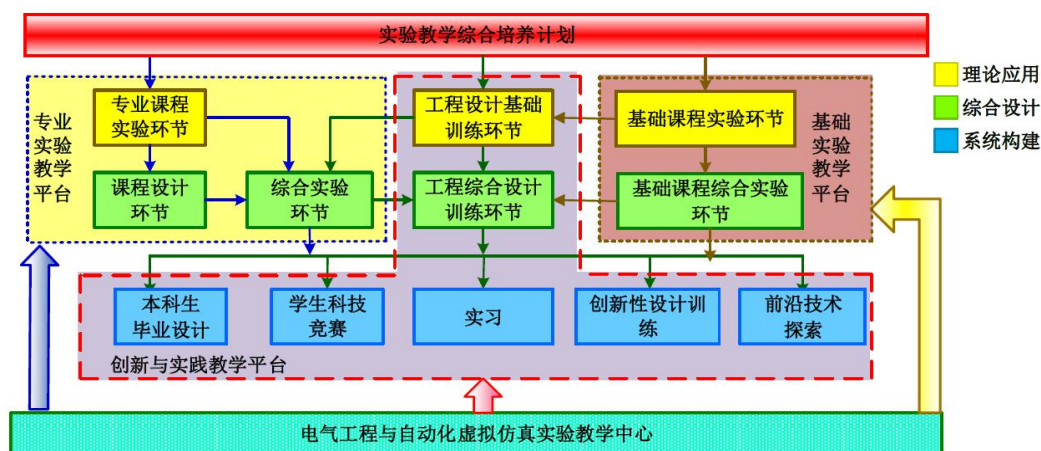 实验教学综合培养计划
专业
实验
教学
平台
专业课程
实验环节
课程设计
环节
综合实验
环节
工程设计基础
训练环节
工程综合设计
训练环节
基础课程实验环节
基础课程综合实验
环节
基础
实验
教学
平台
理论应用
综合设计
系统构建
本科生
毕业设计
学生科技
竞赛
实习
创新性设计训
练
前沿技术
探索
创新与实践教学平台
电气工程与自动化虚拟仿真实验教学中心